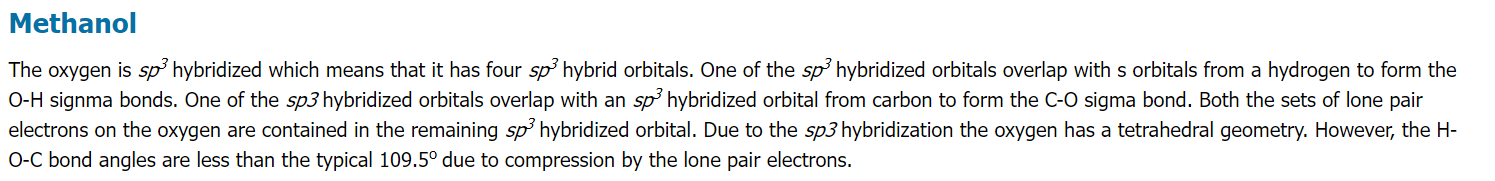 Methanol
The oxygen is sp³ hybridized which means that it has four sp³ hybrid orbitals. One of the sp³ hybridized orbitals overlap with s orbitals from a hydrogen to form the
O-H signma bonds. One of the sp3 hybridized orbitals overlap with an sp³ hybridized orbital from carbon to form the C-O sigma bond. Both the sets of lone pair
electrons on the oxygen are contained in the remaining sp³ hybridized orbital. Due to the sp3 hybridization the oxygen has a tetrahedral geometry. However, the H-
O-C bond angles are less than the typical 109.5º due to compression by the lone pair electrons.